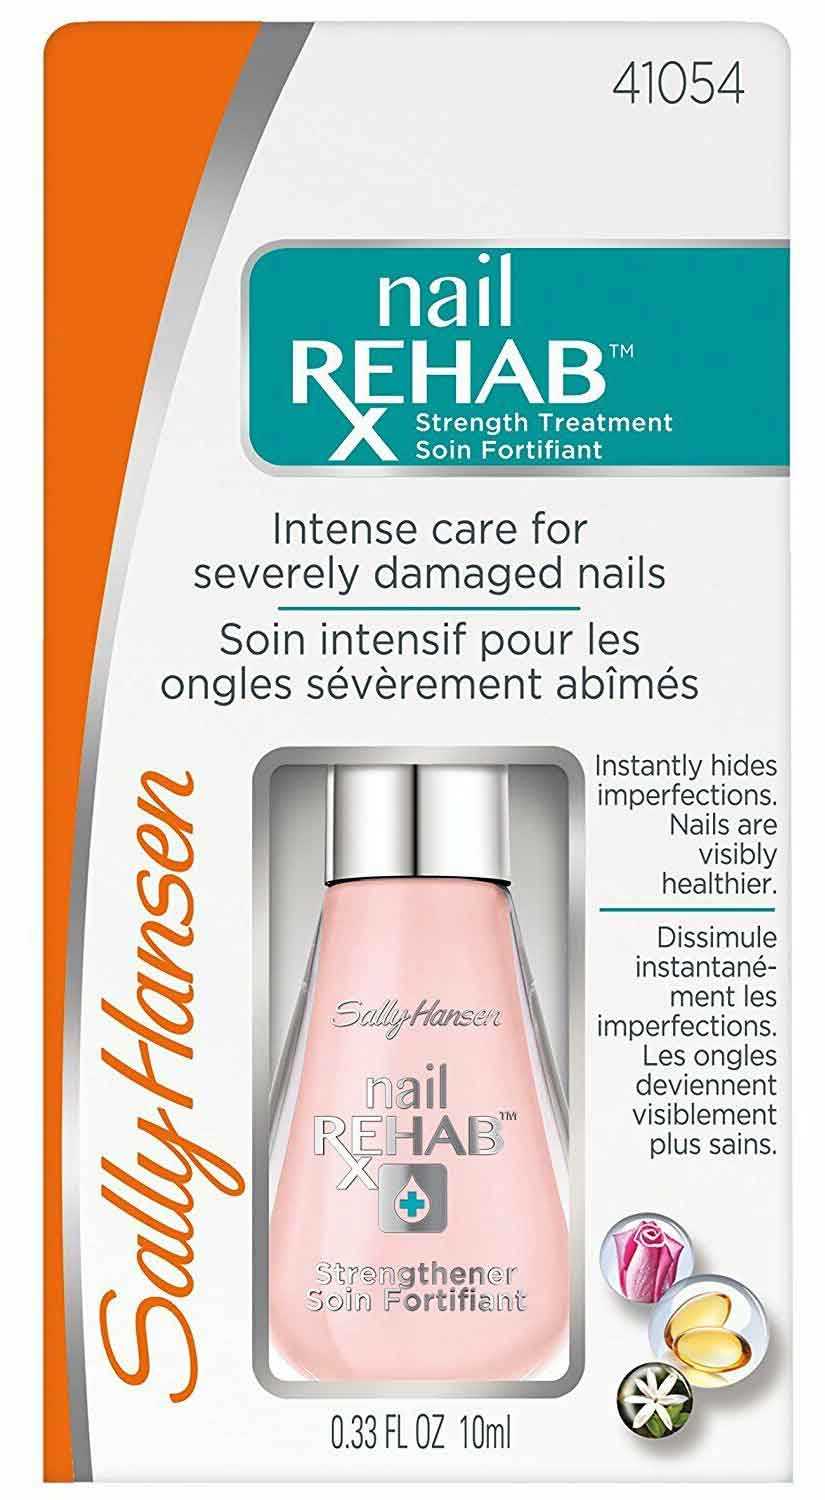 41054
nail
REHAB™
x Strength Treatment
Soin Fortifiant
Intense care for
severely damaged nails
Soin intensif pour les
ongles sévèrement abîmés
Sally Hansen
Instantly hides
imperfections.
Nails are
visibly
healthier.
Dissimule
instantané-
ment les
imperfections.
Les ongles
deviennent
visiblement
plus sains.
Sally Hansen
nail
REHAB™
x
Strengthener
Soin Fortifiant
0.33 FL OZ 10ml